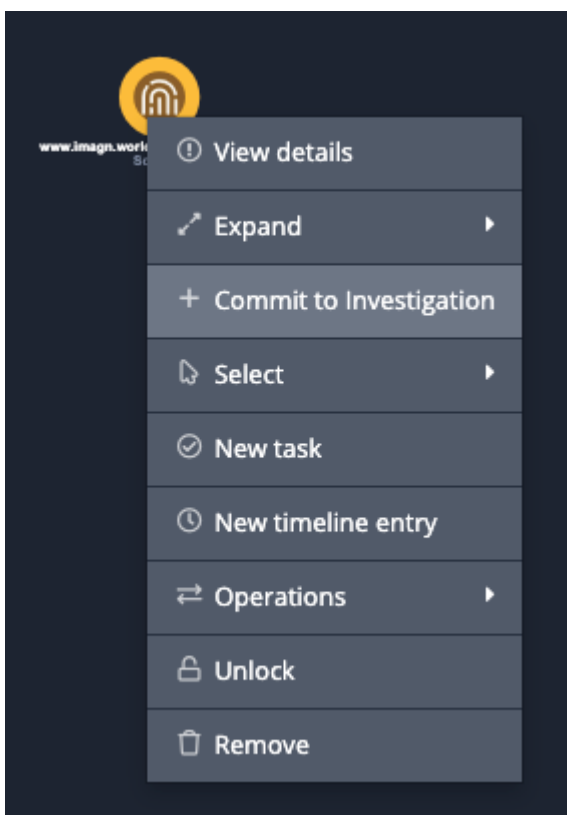 www.imagn.worl
View details
Expand
Commit to Investigation
Select
New task
New timeline entry
Operations
Unlock
Remove